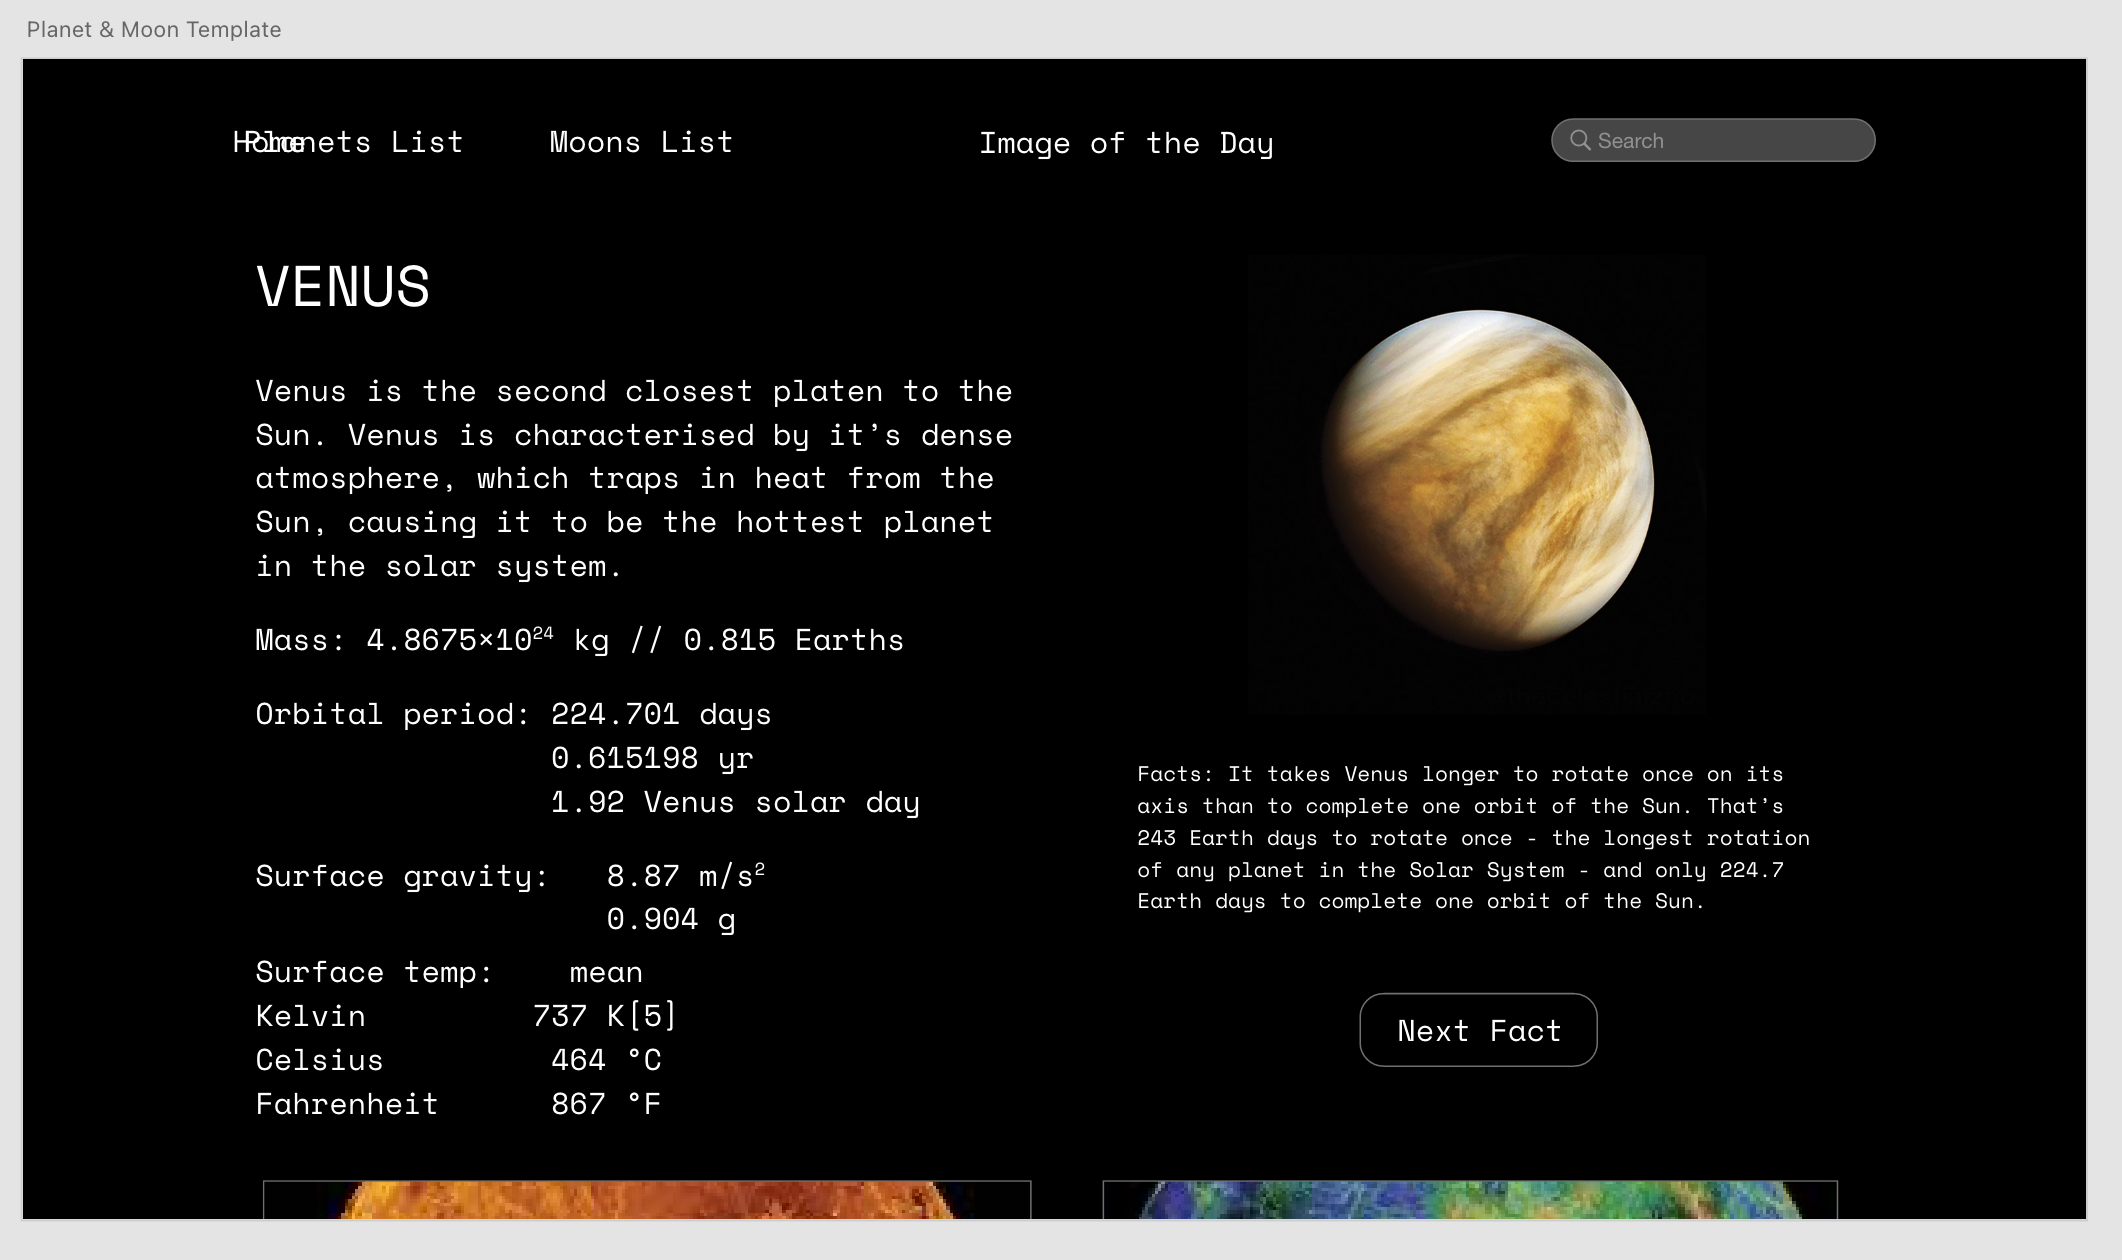 Planet & Moon Template
Home
Planets List
Moons List
Image of the Day
Search
VENUS
Venus is the second closest platen to the
Sun. Venus is characterised by it’s dense
atmosphere, which traps in heat from the
Sun, causing it to be the hottest planet
in the solar system.
Mass: 4.8675×10²⁴ kg // 0.815 Earths
Orbital period: 224.701 days
0.615198 yr
1.92 Venus solar day
Surface gravity: 8.87 m/s²
0.904 g
Surface temp: mean
Kelvin 737 K[5]
Celsius 464 °C
Fahrenheit 867 °F
Facts: It takes Venus longer to rotate once on its
axis than to complete one orbit of the Sun. That’s
243 Earth days to rotate once - the longest rotation
of any planet in the Solar System - and only 224.7
Earth days to complete one orbit of the Sun.
Next Fact